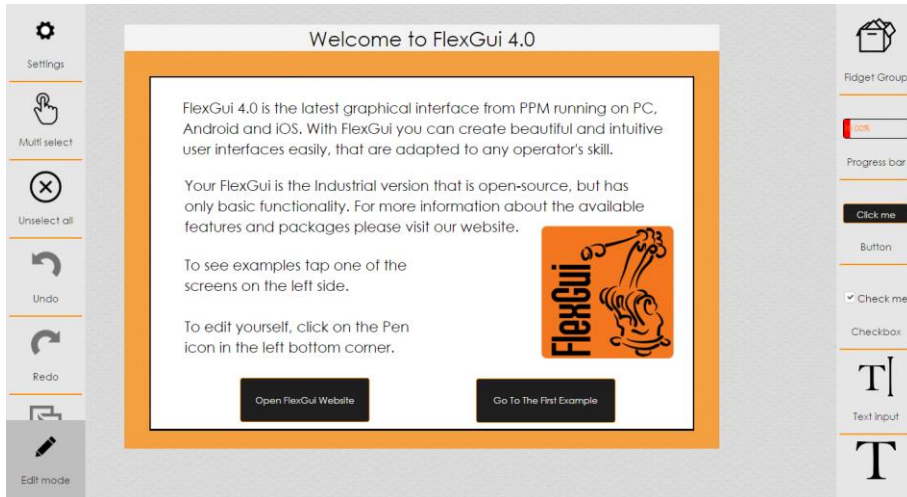 Settings
Multi select
Unselect all
Undo
Redo
Edit mode
Welcome to FlexGui 4.0
FlexGui 4.0 is the latest graphical interface from PPM running on PC,
Android and iOS. With FlexGui you can create beautiful and intuitive
user interfaces easily, that are adapted to any operator's skill.
Your FlexGui is the Industrial version that is open-source, but has
only basic functionality. For more information about the available
features and packages please visit our website.
To see examples tap one of the
screens on the left side.
To edit yourself, click on the Pen
icon in the left bottom corner.
FlexGui
Open FlexGui Website
Go To The First Example
Fidget Group
Progress bar
Click me
Button
Check me
Checkbox
T
Text input
T